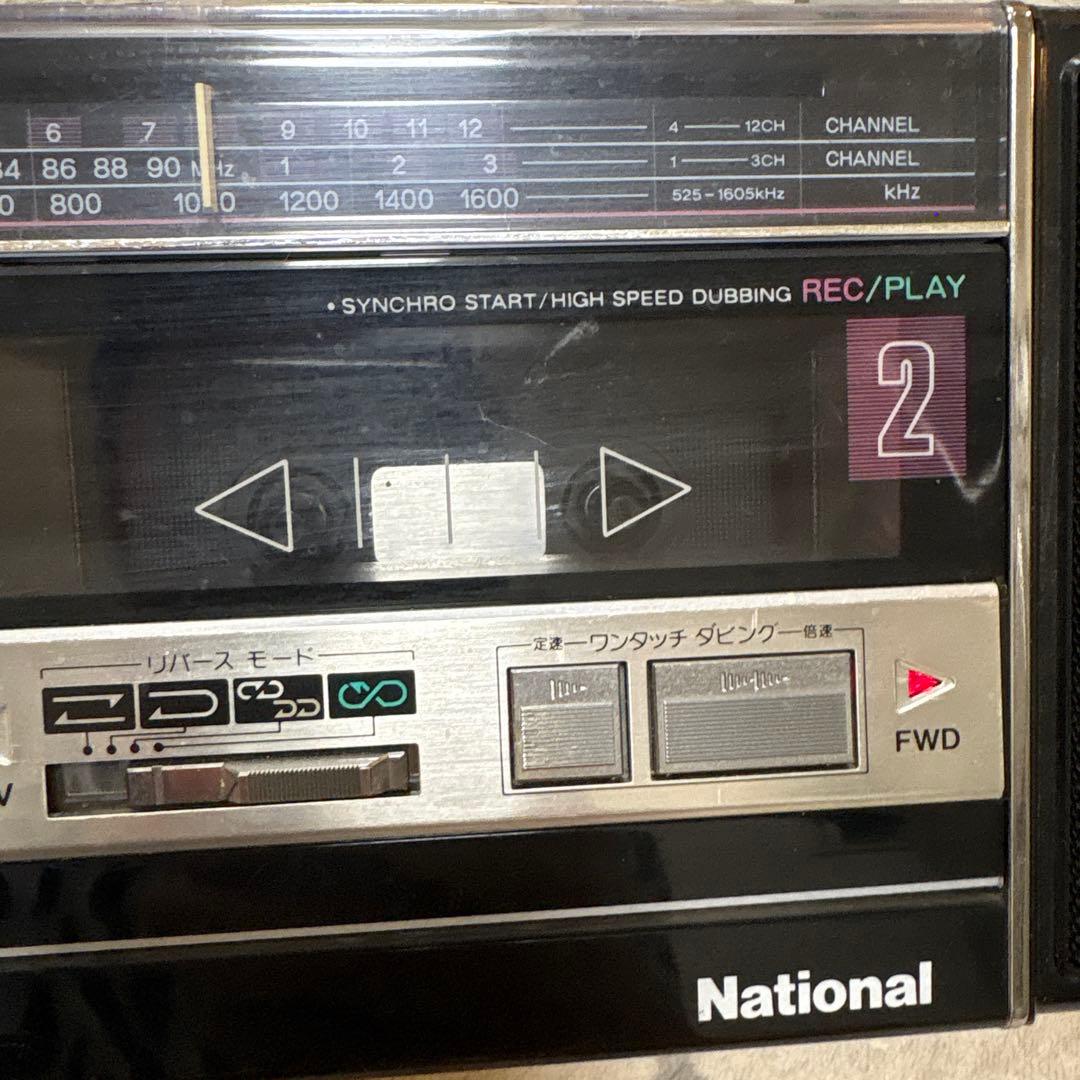 6 7 9 10 11 12 4 12CH CHANNEL
84 86 88 90 MHz 1 2 3 1 3CH CHANNEL
800 1200 1400 1600 525-1605kHz kHz
• SYNCHRO START/HIGH SPEED DUBBING REC/PLAY
2
リバース モード
定速 ワンタッチ ダビング 倍速
FWD
National